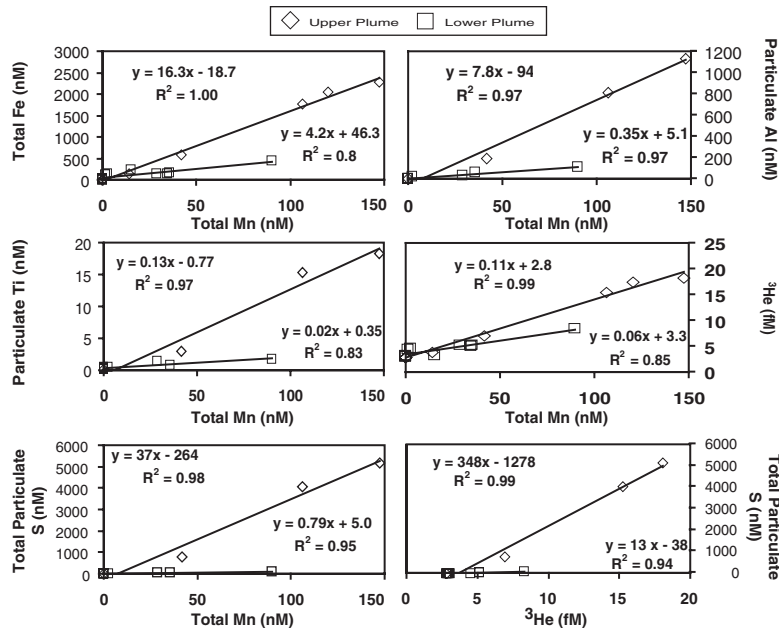 Upper Plume Lower Plume
Total Fe (nM)
3000
2500
2000
1500
1000
500
0
y = 16.3x - 18.7
R² = 1.00
y = 4.2x + 46.3
R² = 0.8
0 50 100 150
Total Mn (nM)
y = 7.8x - 94
R² = 0.97
y = 0.35x + 5.1
R² = 0.97
1200
1000
800
600
400
200
0
Particulate Al (nM)
0 50 100 150
Total Mn (nM)
Particulate Ti (nM)
20
15
10
5
0
y = 0.13x - 0.77
R² = 0.97
y = 0.02x + 0.35
R² = 0.83
0 50 100 150
Total Mn (nM)
y = 0.11x + 2.8
R² = 0.99
y = 0.06x + 3.3
R² = 0.85
25
20
15
10
5
0
³He (fM)
0 50 100 150
Total Mn (nM)
Total Particulate
S (nM)
6000
5000
4000
3000
2000
1000
0
y = 37x - 264
R² = 0.98
y = 0.79x + 5.0
R² = 0.95
0 50 100 150
Total Mn (nM)
y = 348x - 1278
R² = 0.99
y = 13 x - 38
R² = 0.94
6000
5000
4000
3000
2000
1000
0
Total Particulate
S (nM)
0 5 10 15 20
³He (fM)